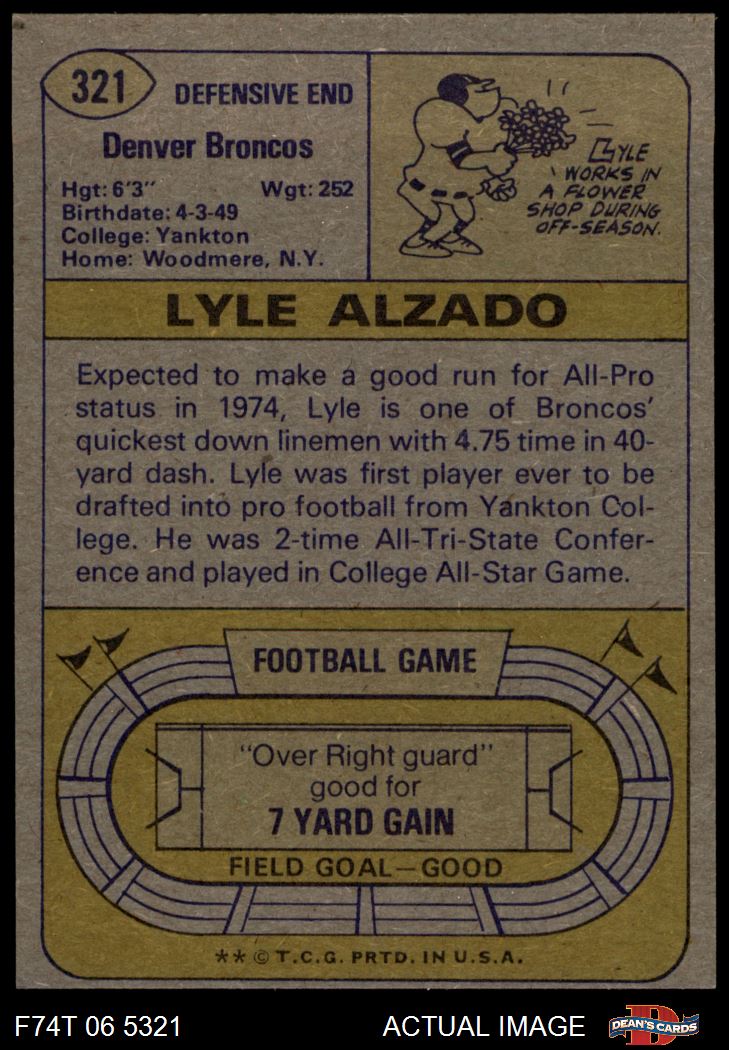 321
DEFENSIVE END
Denver Broncos
Hgt: 6'3" Wgt: 252
Birthdate: 4-3-49
College: Yankton
Home: Woodmere, N.Y.
LYLE
WORKS IN
A FLOWER
SHOP DURING
OFF-SEASON.
LYLE ALZADO
Expected to make a good run for All-Pro
status in 1974, Lyle is one of Broncos'
quickest down linemen with 4.75 time in 40-
yard dash. Lyle was first player ever to be
drafted into pro football from Yankton Col-
lege. He was 2-time All-Tri-State Confer-
ence and played in College All-Star Game.
FOOTBALL GAME
"Over Right guard"
good for
7 YARD GAIN
FIELD GOAL—GOOD
** © T.C.G. PRTD. IN U.S.A.
F74T 06 5321 ACTUAL IMAGE
D
DEAN'S CARDS